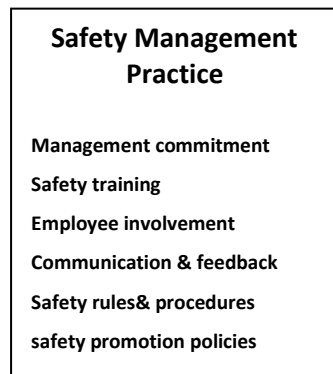 Safety Management
Practice
Management commitment
Safety training
Employee involvement
Communication & feedback
Safety rules& procedures
safety promotion policies